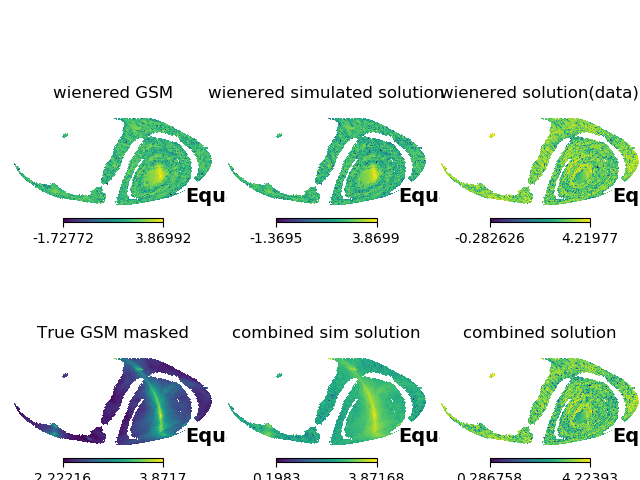 wienered GSM
wienered simulated solution
wienered solution(data)
Equ
Equ
Eq
-1.72772 3.86992
-1.3695 3.8699
-0.282626 4.21977
True GSM masked
combined sim solution
combined solution
Equ
Equ
Eq
2.22216 3.8717
0.1983 3.87168
0.286758 4.22393